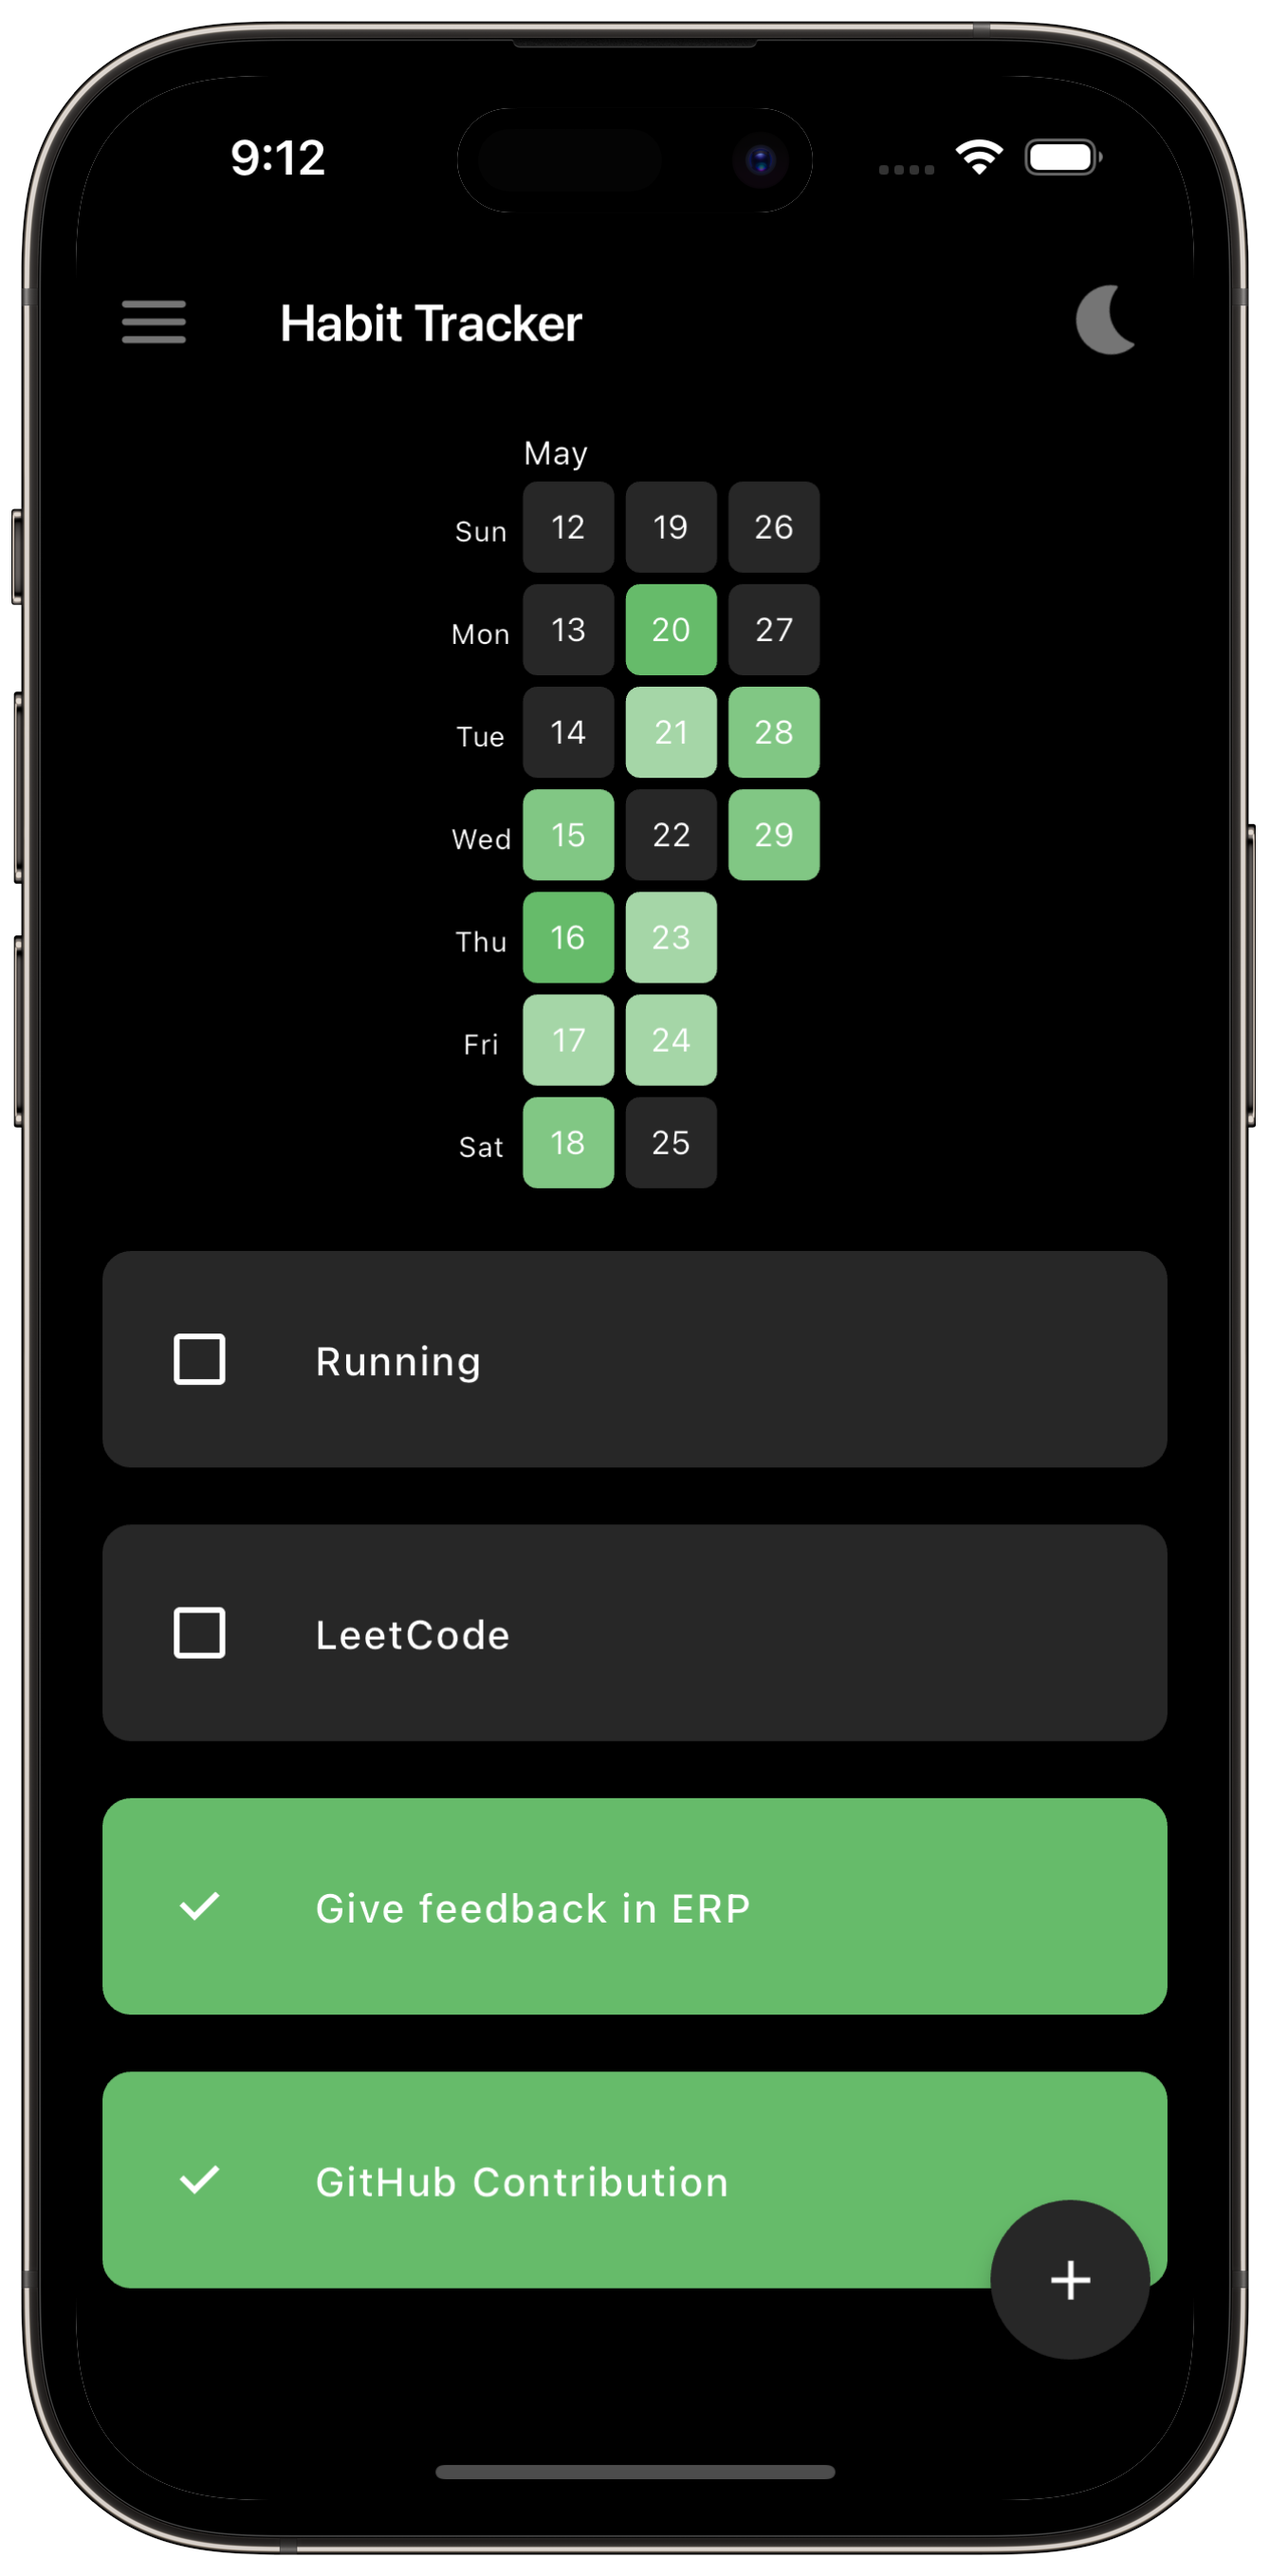 9:12
Habit Tracker
May
Sun 12 19 26
Mon 13 20 27
Tue 14 21 28
Wed 15 22 29
Thu 16 23
Fri 17 24
Sat 18 25
Running
LeetCode
Give feedback in ERP
GitHub Contribution
+